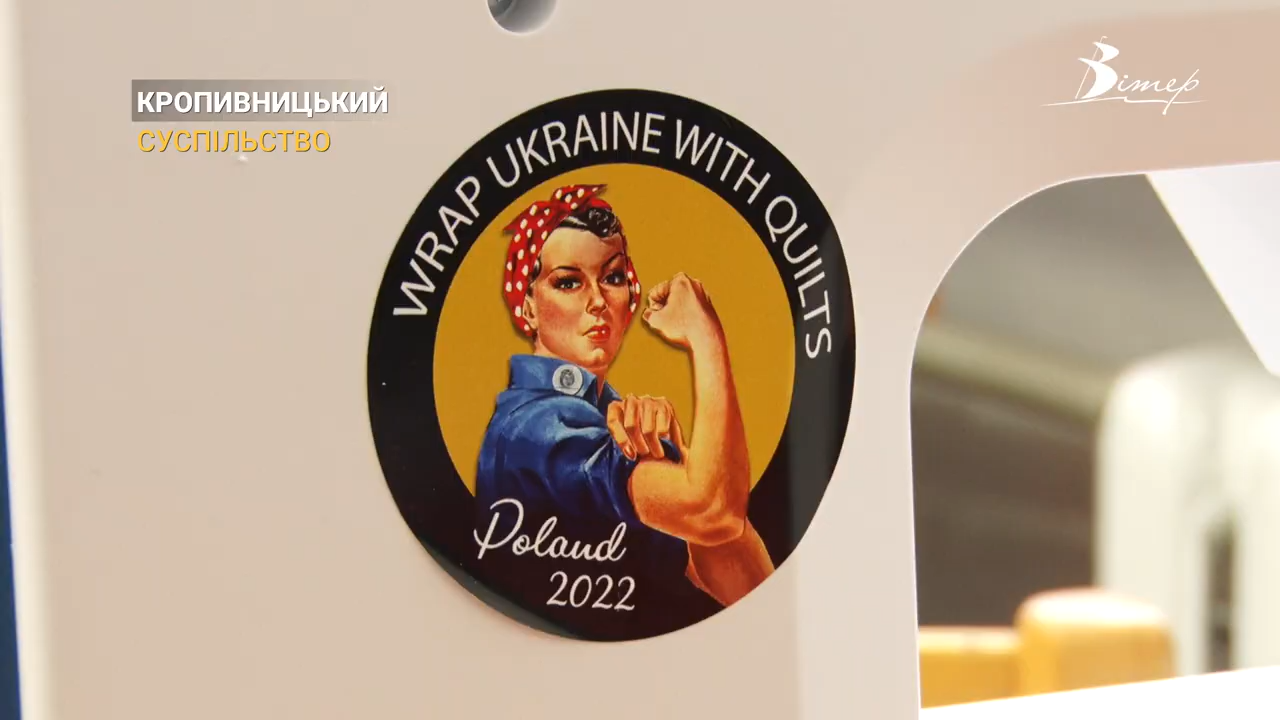 КРОПИВНИЦЬКИЙ
СУСПІЛЬСТВО
Вітер
WRAP UKRAINE WITH QUILTS
Poland
2022